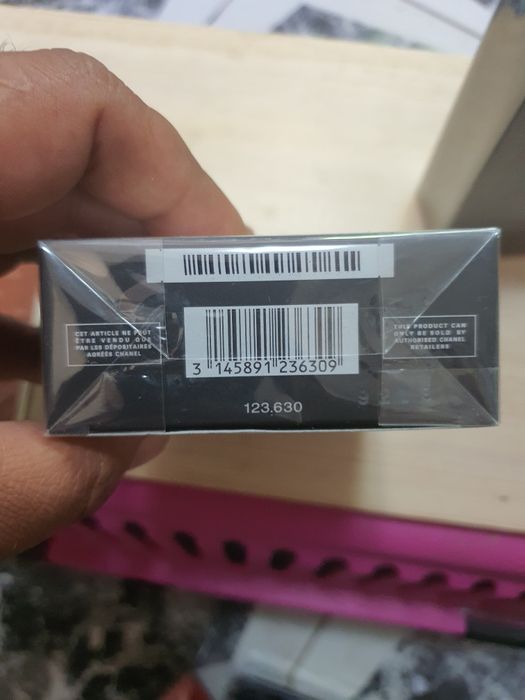 CET ARTICLE NE PEUT
ÊTRE VENDU QUE
PAR LES DÉPOSITAIRES
AGRÉÉS CHANEL
3 145891 236309
123.630
THIS PRODUCT CAN
ONLY BE SOLD BY
AUTHORISED CHANEL
RETAILERS